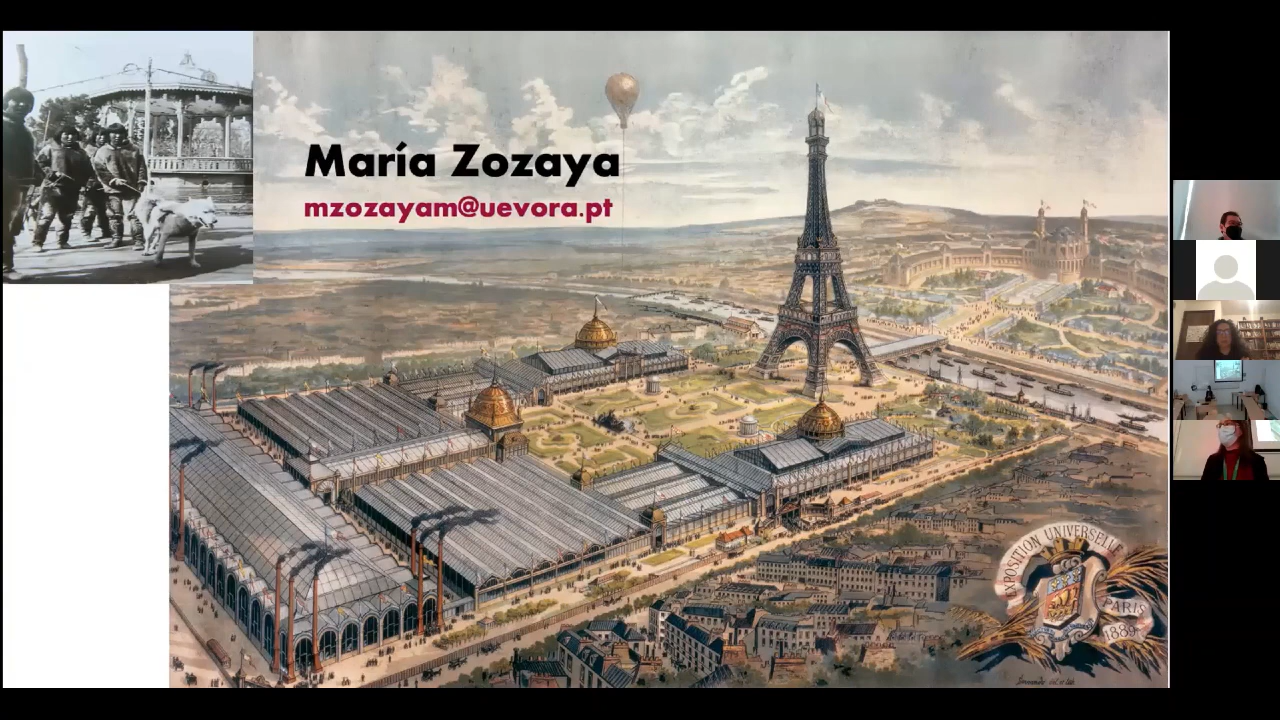 María Zozaya
mzozayam@uevora.pt
EXPOSITION UNIVERSELLE
PARIS
1889